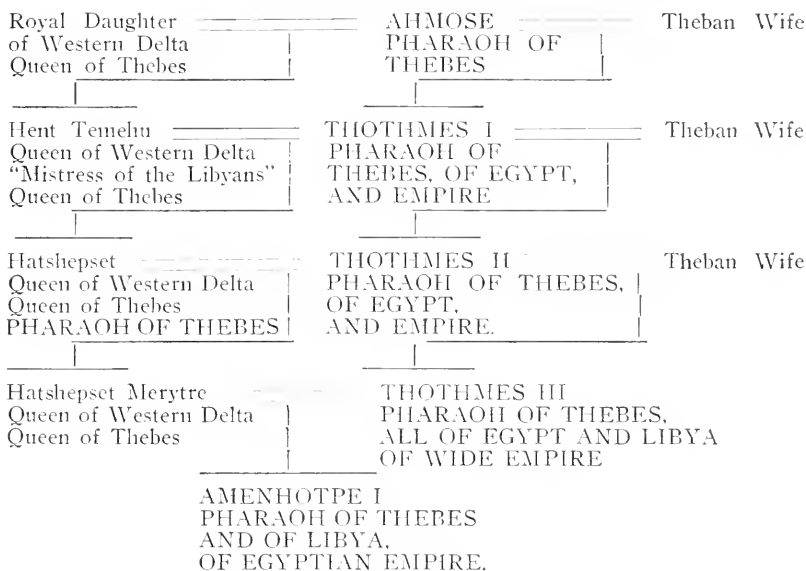 Royal Daughter AHMOSE Theban Wife
of Western Delta PHARAOH OF
Queen of Thebes THEBES
Hent Temehu THOTHMES I Theban Wife
Queen of Western Delta PHARAOH OF
"Mistress of the Libyans" THEBES, OF EGYPT,
Queen of Thebes AND EMPIRE
Hatshepset THOTHMES II Theban Wife
Queen of Western Delta PHARAOH OF THEBES,
Queen of Thebes OF EGYPT,
PHARAOH OF THEBES AND EMPIRE.
Hatshepset Merytre THOTHMES III
Queen of Western Delta PHARAOH OF THEBES,
Queen of Thebes ALL OF EGYPT AND LIBYA
OF WIDE EMPIRE
AMENHOTPE I
PHARAOH OF THEBES
AND OF LIBYA,
OF EGYPTIAN EMPIRE.